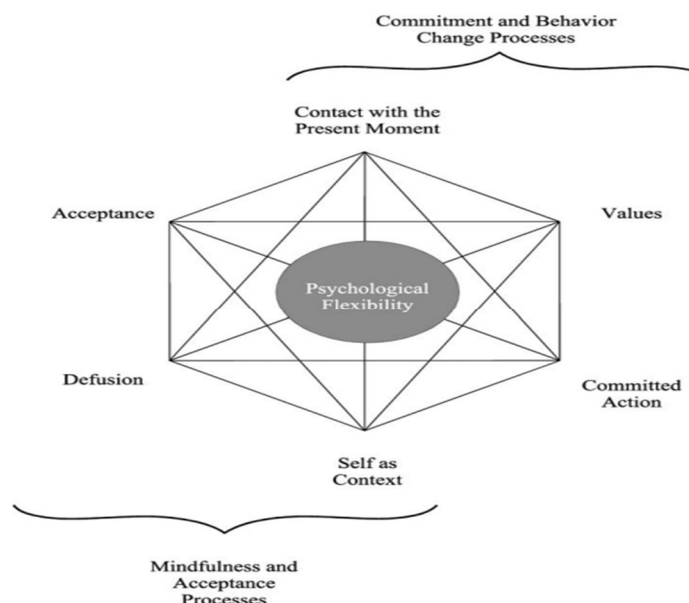 Commitment and Behavior
Change Processes
Contact with the
Present Moment
Acceptance
Values
Psychological
Flexibility
Defusion
Committed
Action
Self as
Context
Mindfulness and
Acceptance
Processes